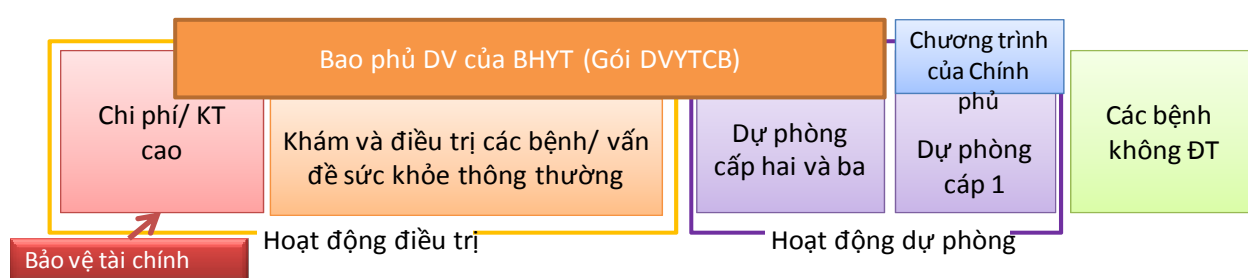 Bao phủ DV của BHYT (Gói DVYTCB)
Chương trình
của Chính
phủ
Chi phí/ KT
cao
Khám và điều trị các bệnh/ vấn
đề sức khỏe thông thường
Dự phòng
cấp hai và ba
Dự phòng
cáp 1
Các bệnh
không ĐT
Hoạt động điều trị
Hoạt động dự phòng
Bảo vệ tài chính